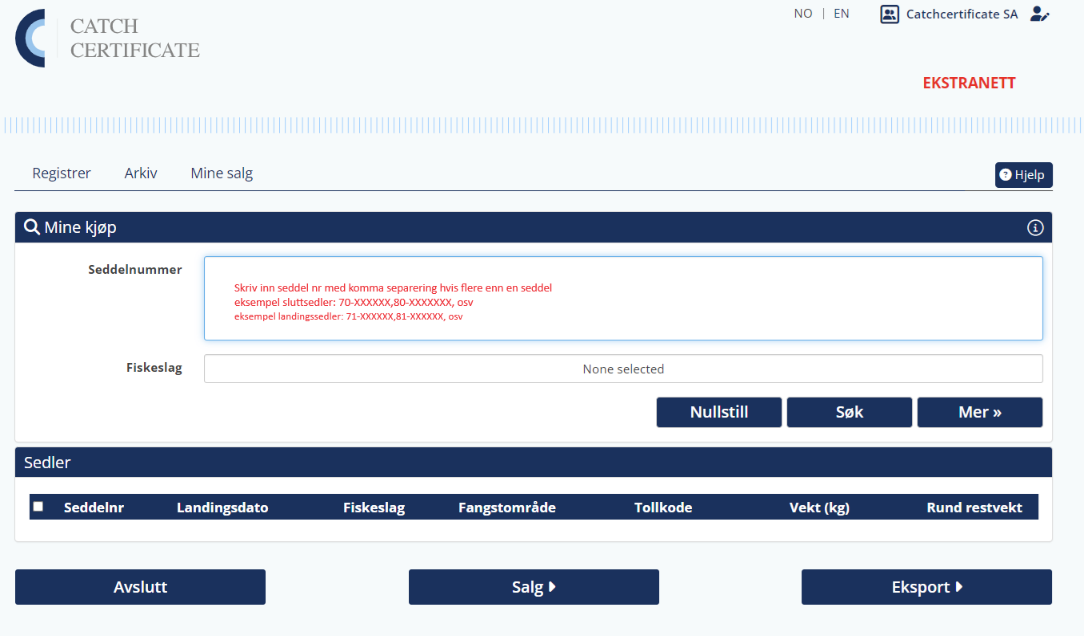 CATCH
CERTIFICATE
NO | EN Catchcertificate SA
EKSTRANETT
Registrer Arkiv Mine salg Hjelp
Mine kjøp
Seddelnummer
Skriv inn seddel nr med komma separering hvis flere enn en seddel
eksempel sluttsedler: 70-XXXXXX,80-XXXXXXX, osv
eksempel landingssedler: 71-XXXXXX,81-XXXXXX, osv
Fiskeslag None selected
Nullstill Søk Mer »
Sedler
Seddelnr Landingsdato Fiskeslag Fangstområde Tollkode Vekt (kg) Rund restvekt
Avslutt Salg Eksport